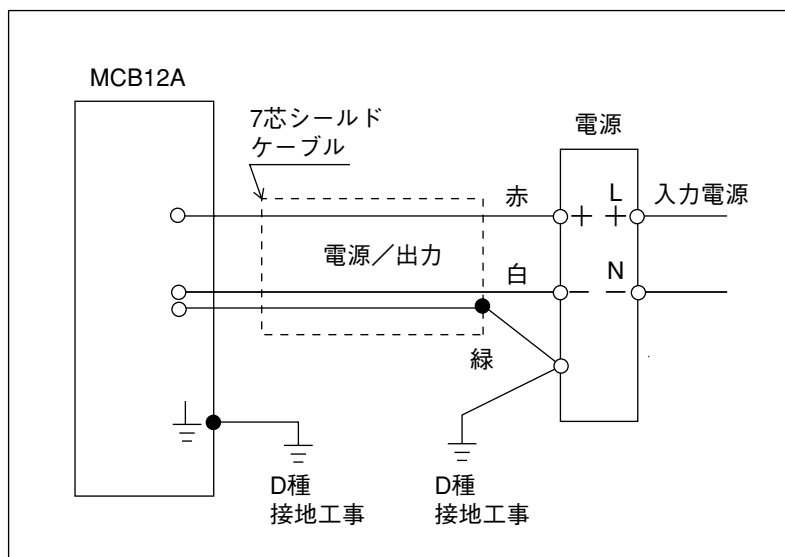 MCB12A
7芯シールド
ケーブル
電源
赤
＋ ＋
L
入力電源
電源／出力
白
− −
N
緑
D種
接地工事
D種
接地工事